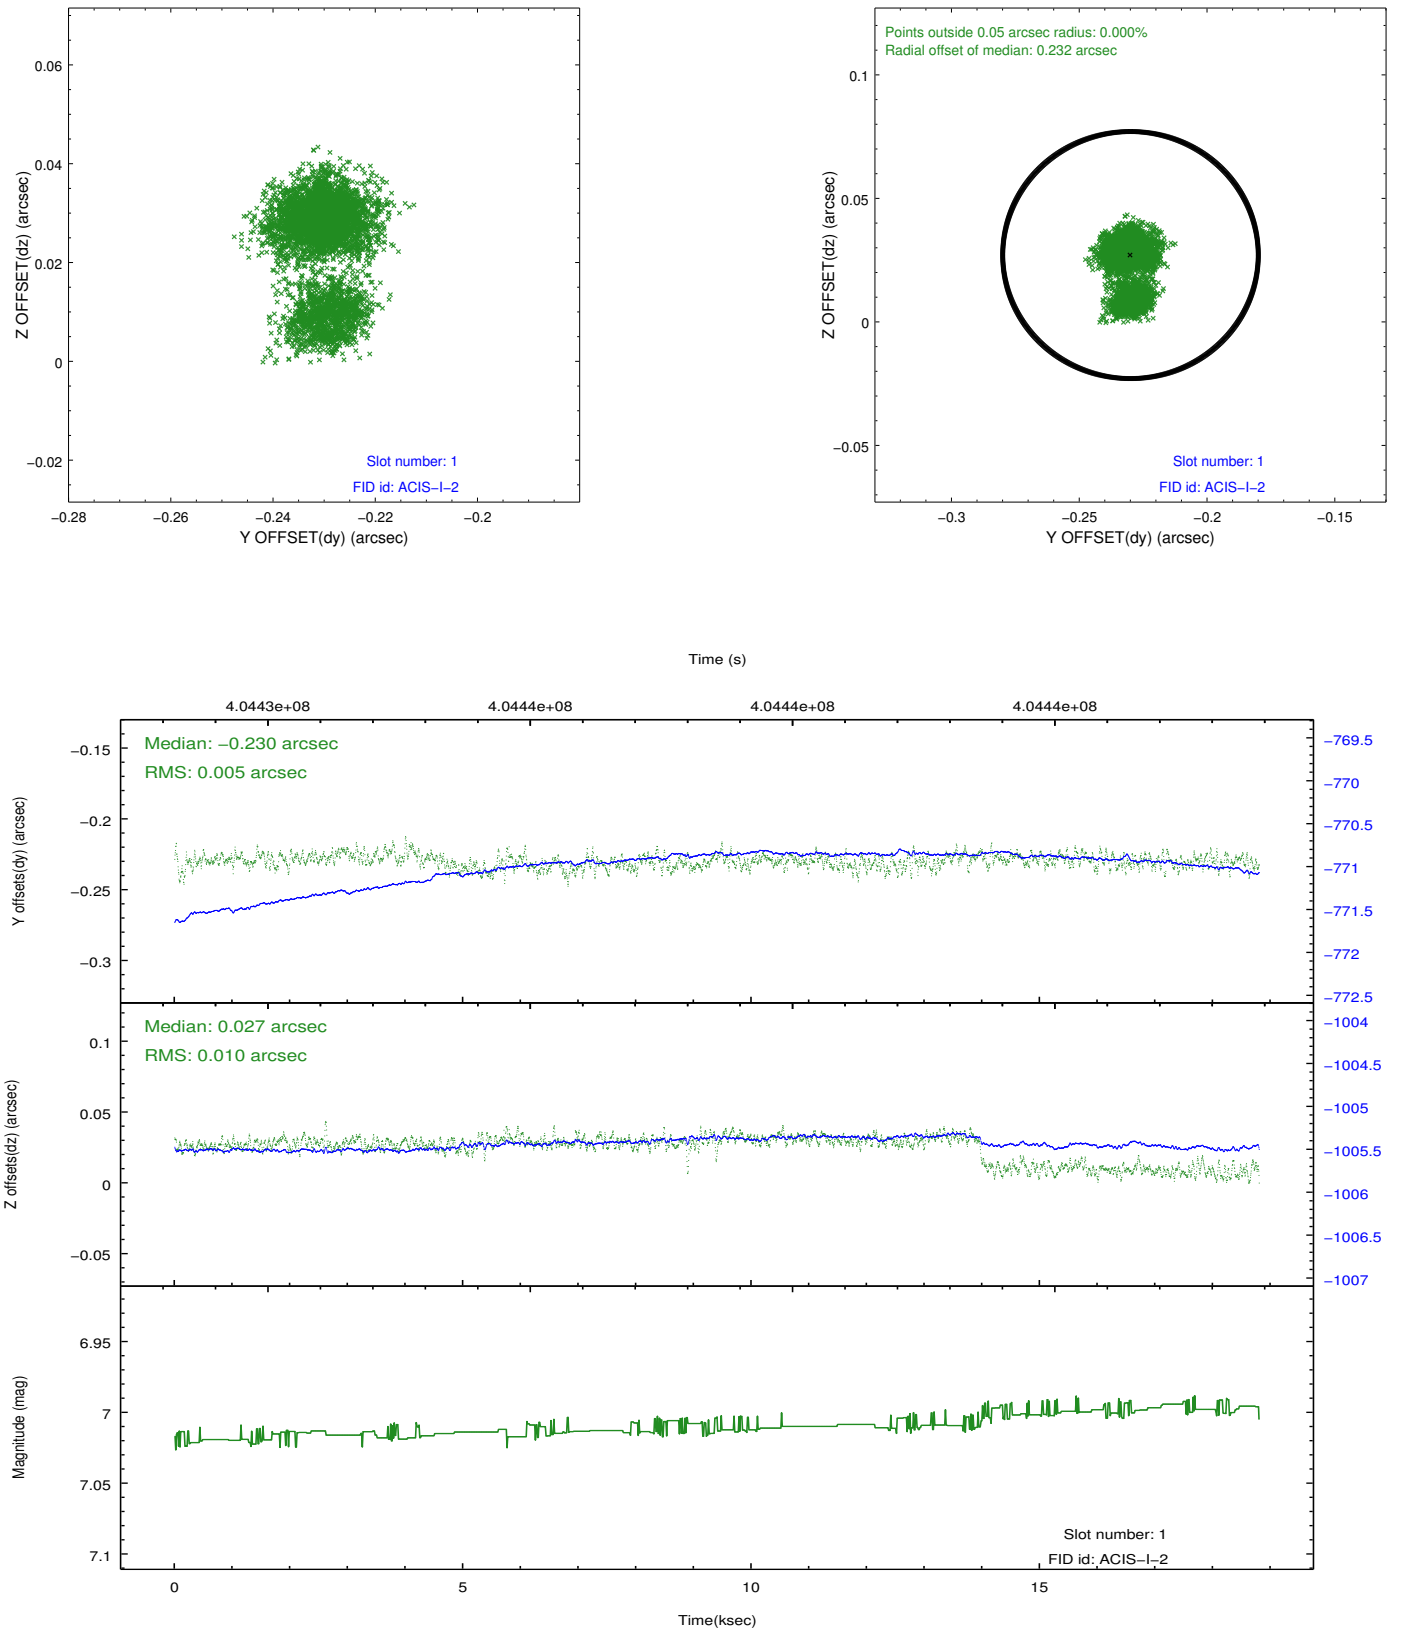 0.06
0.04
0.02
0
−0.02
Z OFFSET(dz) (arcsec)
Slot number: 1
FID id: ACIS−I−2
−0.28 −0.26 −0.24 −0.22 −0.2
Y OFFSET(dy) (arcsec)
Points outside 0.05 arcsec radius: 0.000%
Radial offset of median: 0.232 arcsec
0.1
0.05
0
−0.05
Z OFFSET(dz) (arcsec)
Slot number: 1
FID id: ACIS−I−2
−0.3 −0.25 −0.2 −0.15
Y OFFSET(dy) (arcsec)
Time (s)
4.0443e+08 4.0444e+08 4.0444e+08 4.0444e+08
Median: −0.230 arcsec
RMS: 0.005 arcsec
−0.15
−0.2
−0.25
−0.3
Y offsets(dy) (arcsec)
−769.5
−770
−770.5
−771
−771.5
−772
−772.5
Median: 0.027 arcsec
RMS: 0.010 arcsec
0.1
0.05
0
−0.05
Z offsets(dz) (arcsec)
−1004
−1004.5
−1005
−1005.5
−1006
−1006.5
−1007
6.95
7
7.05
7.1
Magnitude (mag)
Slot number: 1
FID id: ACIS−I−2
0 5 10 15
Time(ksec)